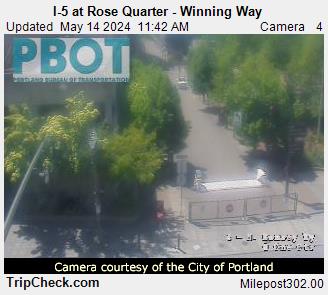 I-5 at Rose Quarter - Winning Way
Updated May 14 2024 11:42 AM Camera 4
PBOT
PORTLAND BUREAU OF TRANSPORTATION
Camera courtesy of the City of Portland
TripCheck.com Milepost302.00